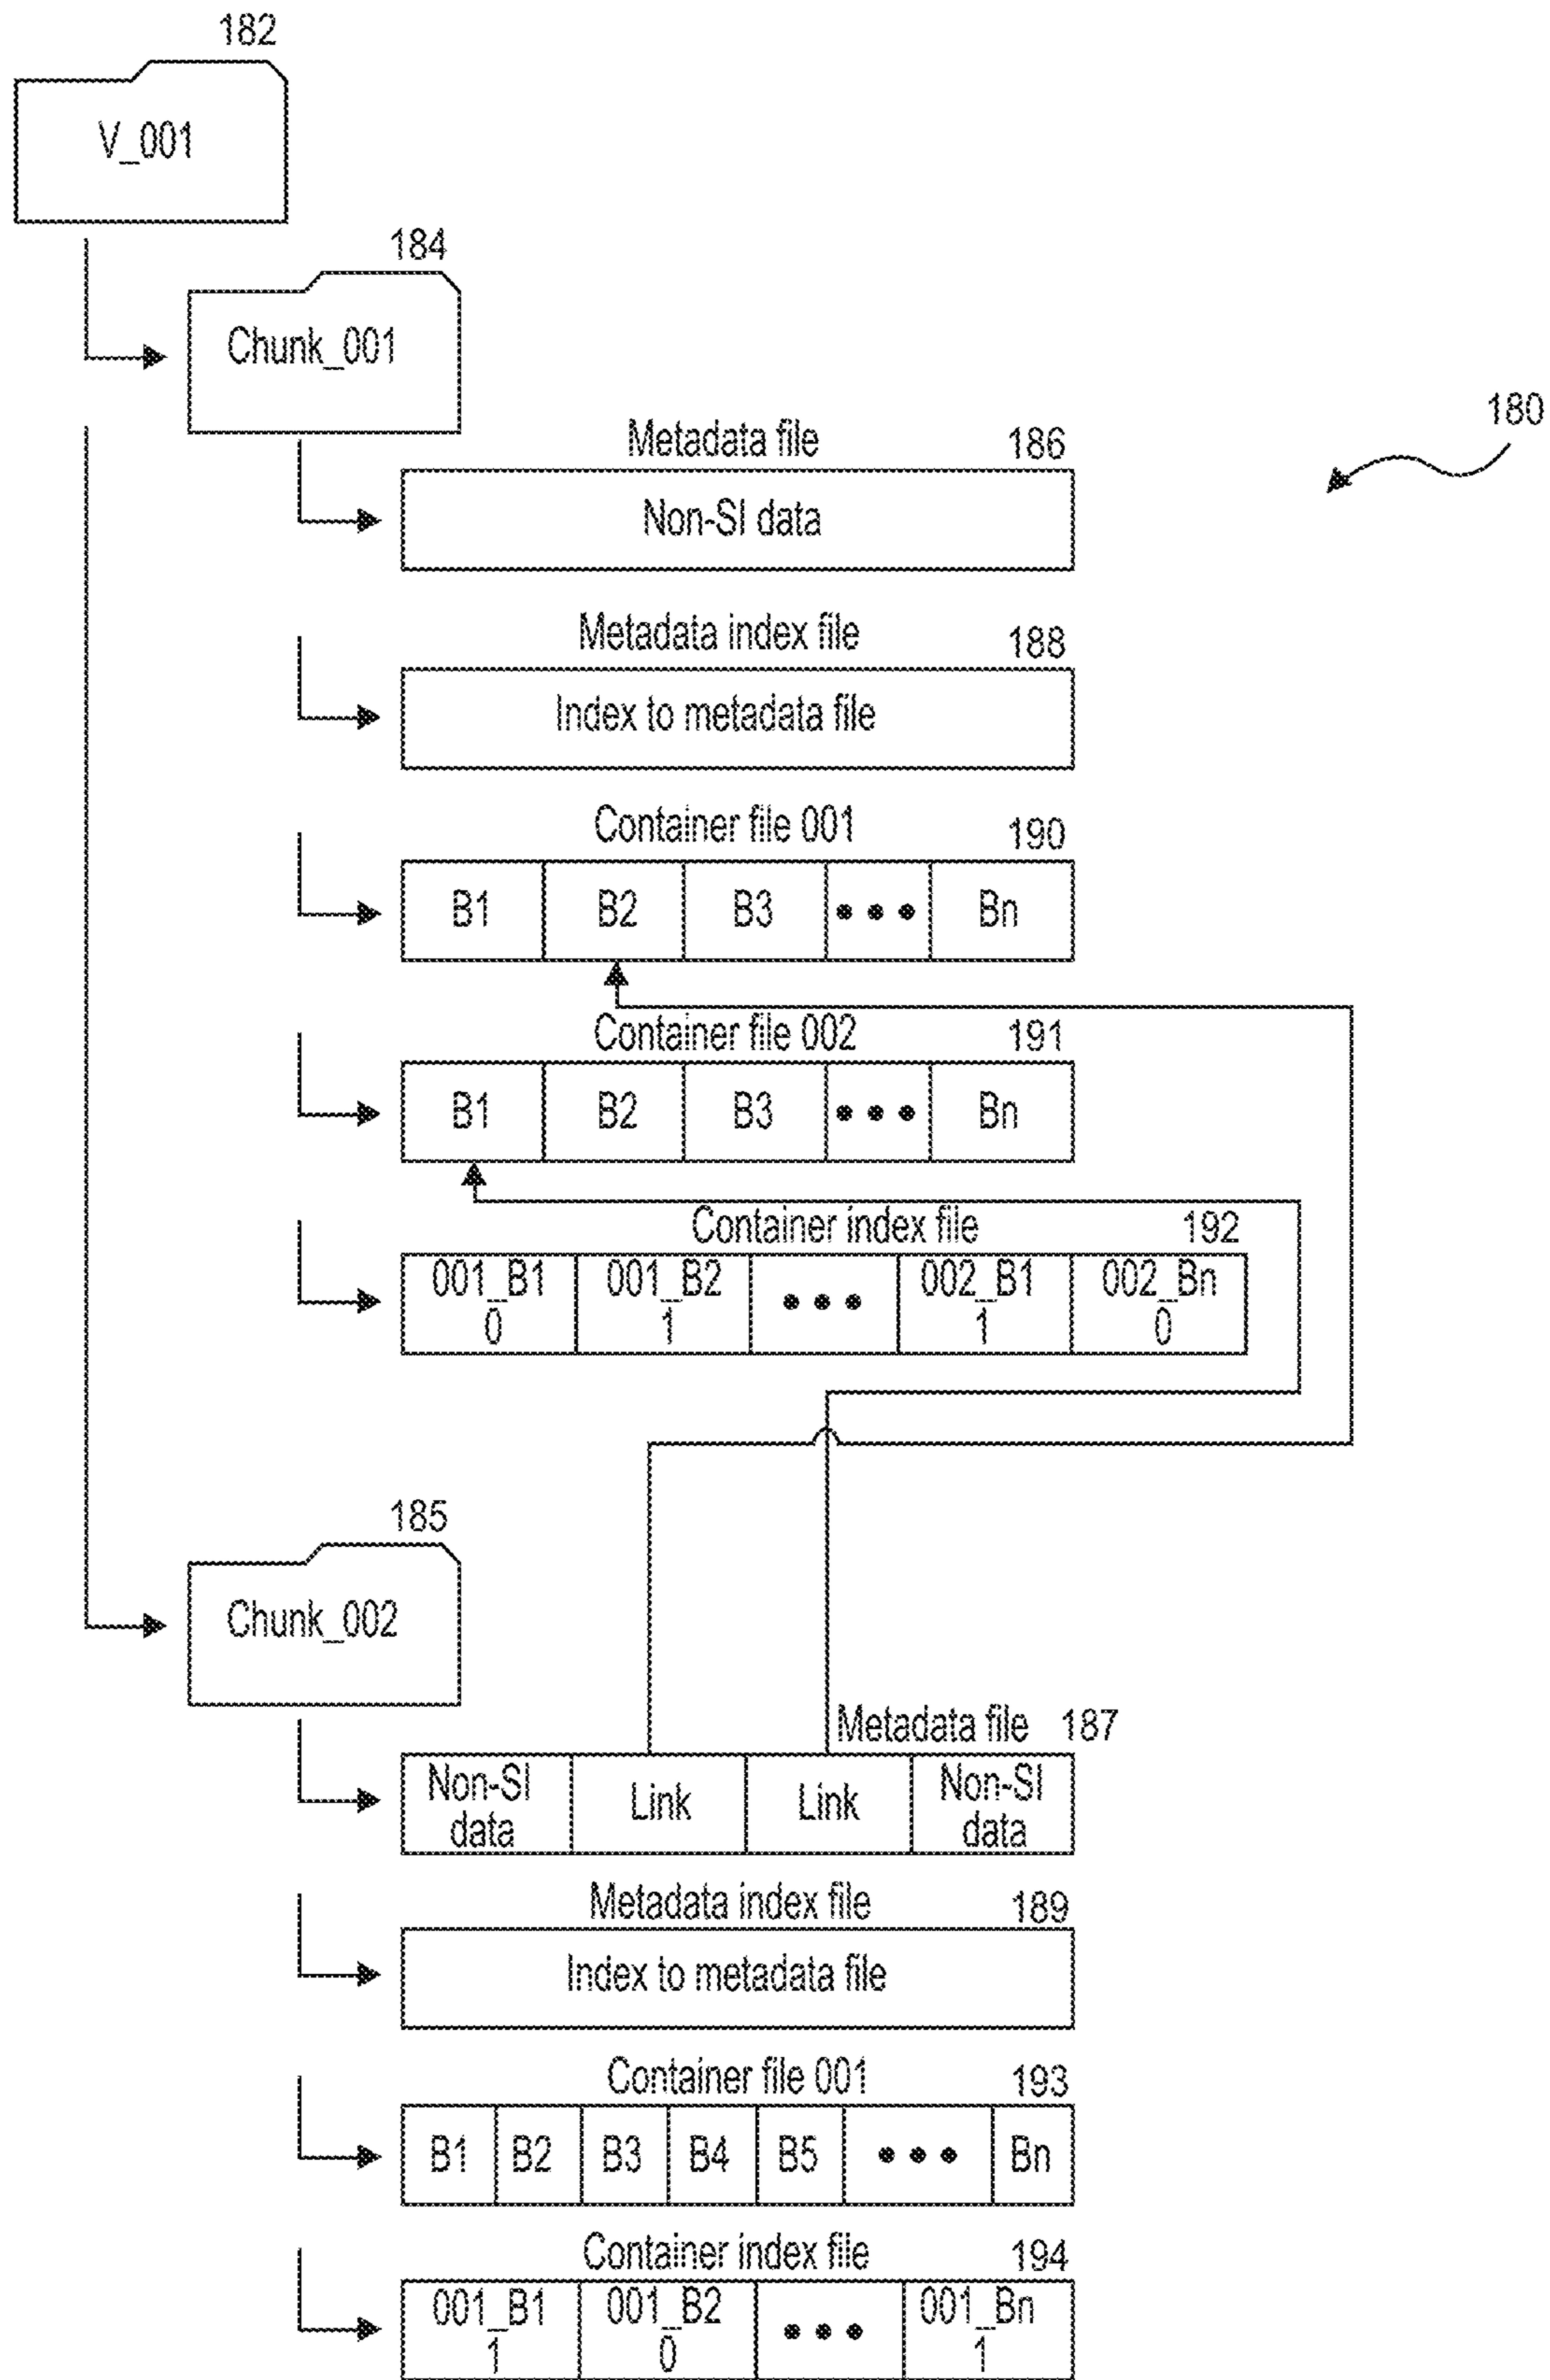 182
V_001
184
Chunk_001
180
Metadata file 186
Non-SI data
Metadata index file 188
Index to metadata file
Container file 001 190
B1 B2 B3 ••• Bn
Container file 002 191
B1 B2 B3 ••• Bn
Container index file 192
001_B1 001_B2 ••• 002_B1 002_Bn
0 1 1 0
185
Chunk_002
Metadata file 187
Non-SI Link Link Non-SI
data data
Metadata index file 189
Index to metadata file
Container file 001 193
B1 B2 B3 B4 B5 ••• Bn
Container index file 194
001_B1 001_B2 ••• 001_Bn
1 0 1